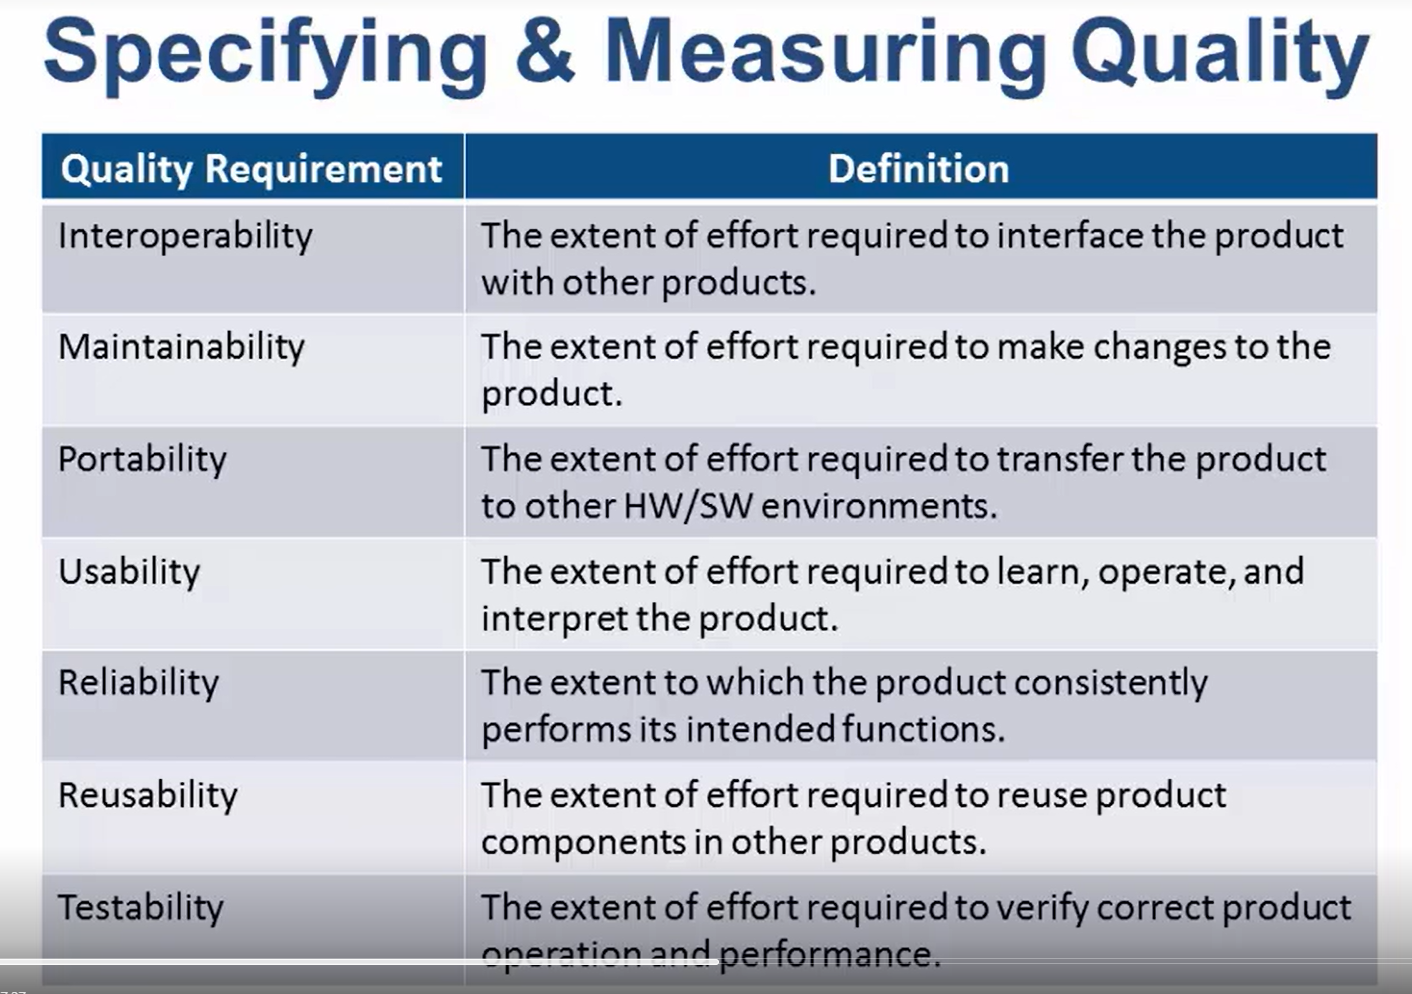 Specifying & Measuring Quality
Quality Requirement
Definition
Interoperability
The extent of effort required to interface the product
with other products.
Maintainability
The extent of effort required to make changes to the
product.
Portability
The extent of effort required to transfer the product
to other HW/SW environments.
Usability
The extent of effort required to learn, operate, and
interpret the product.
Reliability
The extent to which the product consistently
performs its intended functions.
Reusability
The extent of effort required to reuse product
components in other products.
Testability
The extent of effort required to verify correct product
operation and performance.